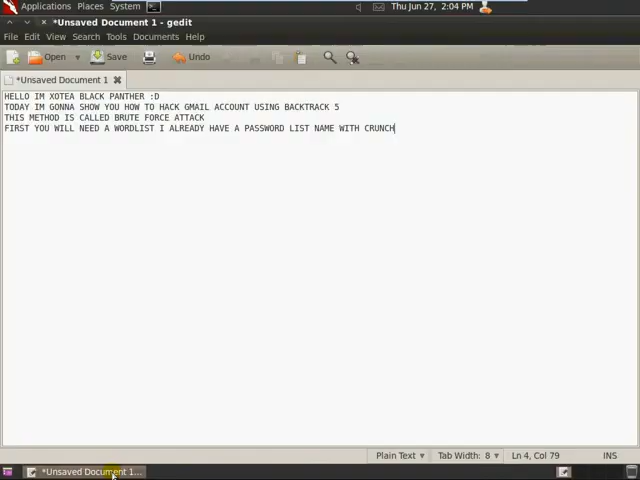 Applications Places System Thu Jun 27, 2:04 PM
*Unsaved Document 1 - gedit
File Edit View Search Tools Documents Help
Open Save Undo
*Unsaved Document 1
HELLO IM XOTEA BLACK PANTHER :D
TODAY IM GONNA SHOW YOU HOW TO HACK GMAIL ACCOUNT USING BACKTRACK 5
THIS METHOD IS CALLED BRUTE FORCE ATTACK
FIRST YOU WILL NEED A WORDLIST I ALREADY HAVE A PASSWORD LIST NAME WITH CRUNCH
Plain Text Tab Width: 8 Ln 4, Col 79 INS
*Unsaved Document 1...